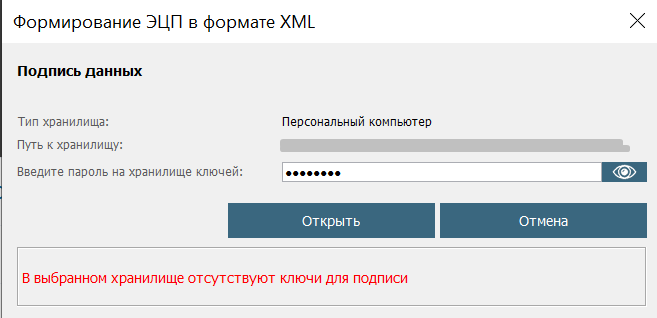 Формирование ЭЦП в формате XML
Подпись данных
Тип хранилища: Персональный компьютер
Путь к хранилищу:
Введите пароль на хранилище ключей: ●●●●●●●●
Открыть Отмена
В выбранном хранилище отсутствуют ключи для подписи